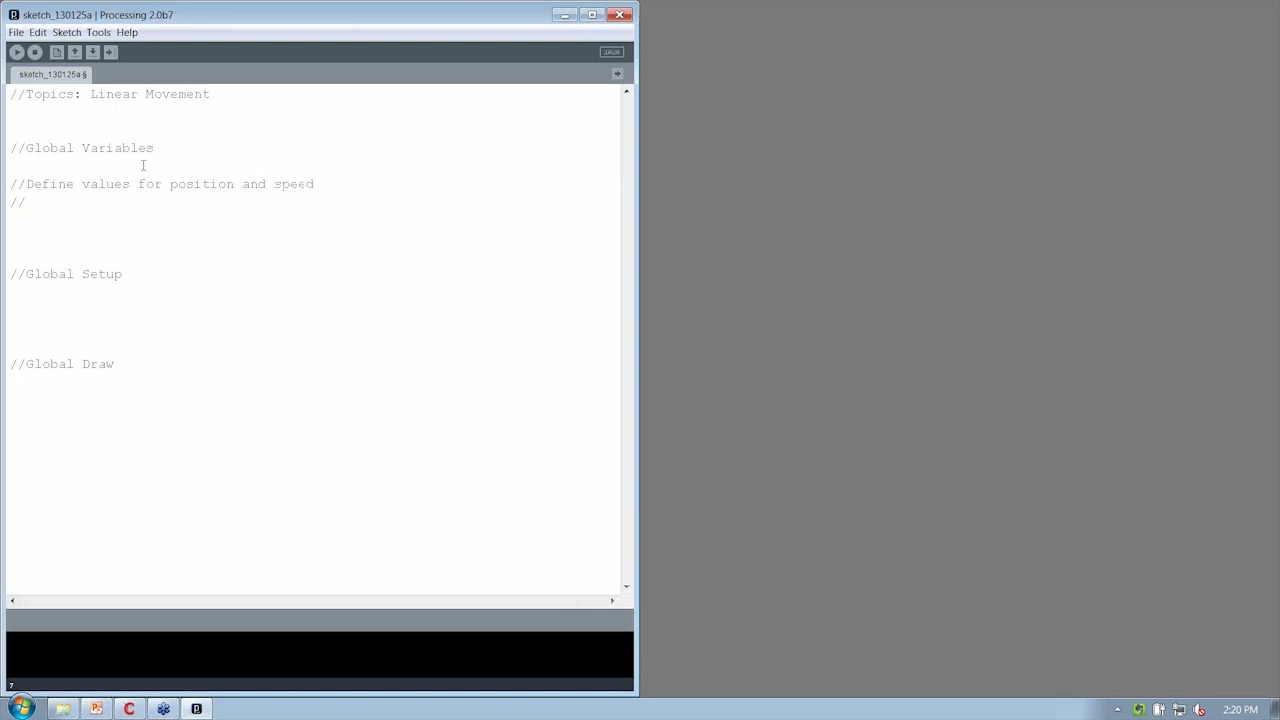 sketch_130125a | Processing 2.0b7
File Edit Sketch Tools Help
JAVA
sketch_130125a §
//Topics: Linear Movement
//Global Variables
//Define values for position and speed
//
//Global Setup
//Global Draw
7
2:20 PM